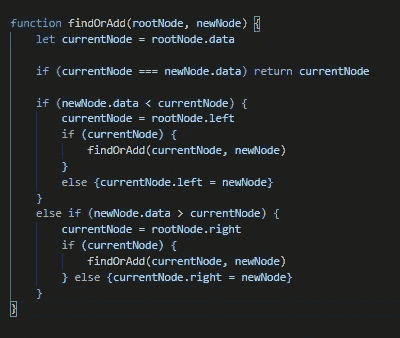 function findOrAdd(rootNode, newNode) {
    let currentNode = rootNode.data

    if (currentNode === newNode.data) return currentNode

    if (newNode.data < currentNode) {
        currentNode = rootNode.left
        if (currentNode) {
            findOrAdd(currentNode, newNode)
        }
        else {currentNode.left = newNode}
    }
    else if (newNode.data > currentNode) {
        currentNode = rootNode.right
        if (currentNode) {
            findOrAdd(currentNode, newNode)
        } else {currentNode.right = newNode}
    }
}